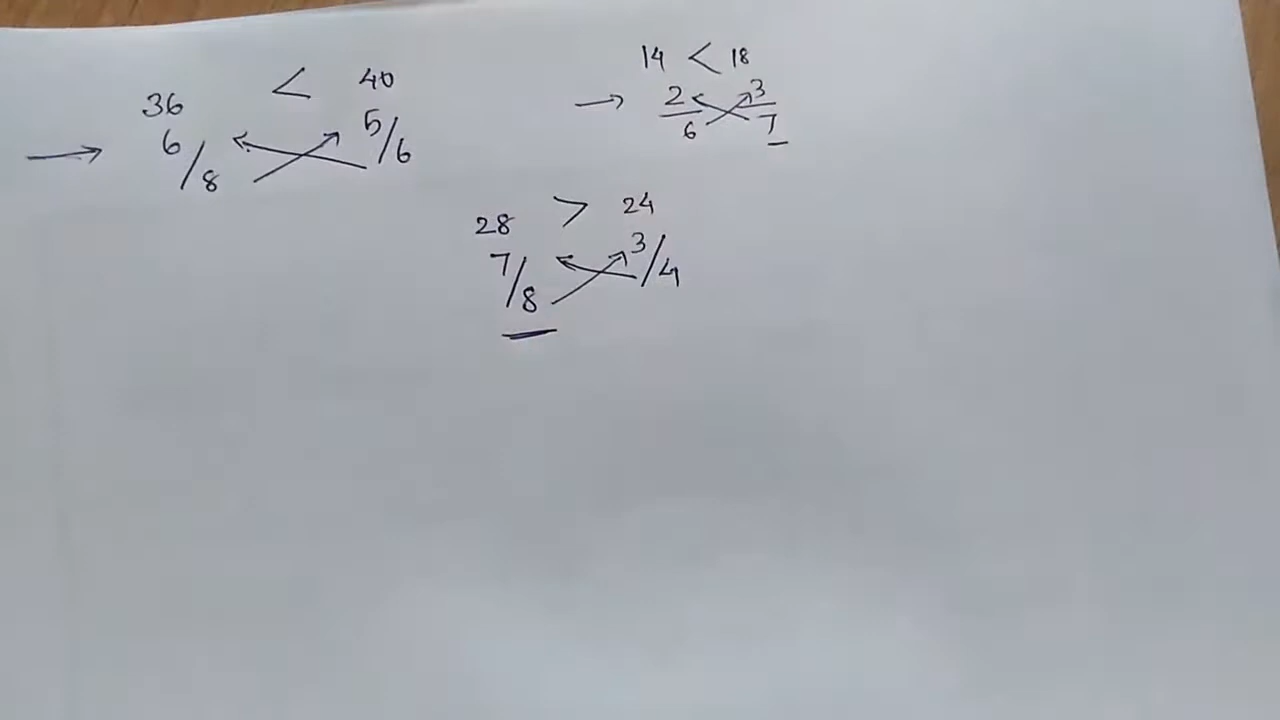 36 < 40
→ 6/8 5/6
14 < 18
→ 2/6 3/7
28 > 24
7/8 3/4